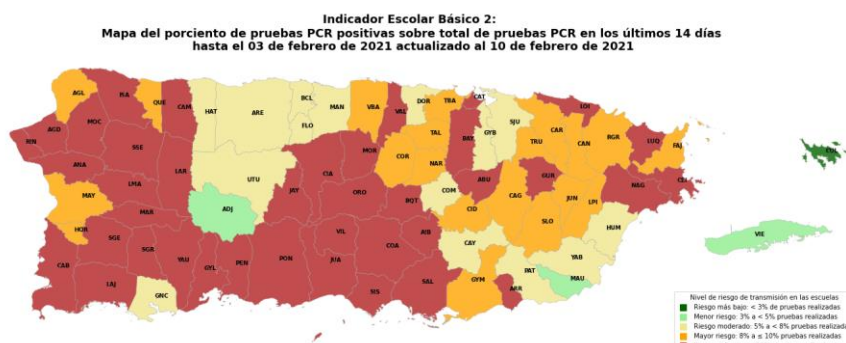 Indicador Escolar Básico 2:
Mapa del porciento de pruebas PCR positivas sobre total de pruebas PCR en los últimos 14 días
hasta el 03 de febrero de 2021 actualizado al 10 de febrero de 2021
AGL
ISA
QUE
CAM
HAT
ARE
BCL
MAN
VBA
VAL
DOR
TBA
CAT
LOI
AGD
MOC
FLO
TAL
BAY
GYB
SJU
TRU
CAR
CAN
RGR
LUQ
FAJ
RIN
SSE
MOR
COR
NAR
CUL
ANA
LMA
LAR
UTU
JAY
CIA
ORO
COM
ABU
GUR
NAG
CEI
MAY
MAR
ADJ
BQT
CID
CAG
JUN
LPI
HOR
SGE
SGR
VIL
AIB
SLO
HUM
VIE
CAB
LAJ
YAU
GYL
PEN
PON
JUA
COA
CAY
YAB
GNC
SIS
SAL
GYM
ARR
PAT
MAU
Nivel de riesgo de transmisión en las escuelas
Riesgo más bajo: < 3% de pruebas realizadas
Menor riesgo: 3% a < 5% pruebas realizadas
Riesgo moderado: 5% a < 8% pruebas realizadas
Mayor riesgo: 8% a ≤ 10% pruebas realizadas